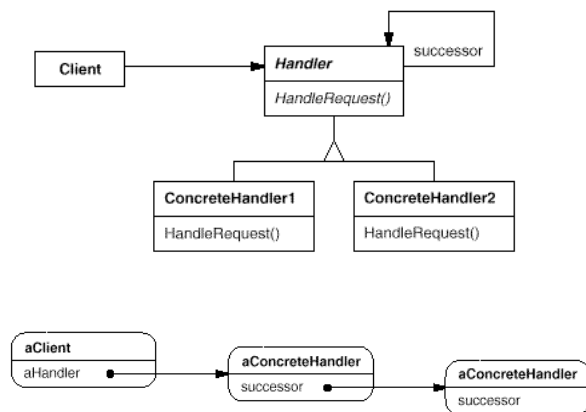 Client
Handler
successor
HandleRequest()
ConcreteHandler1
HandleRequest()
ConcreteHandler2
HandleRequest()
aClient
aHandler
aConcreteHandler
successor
aConcreteHandler
successor